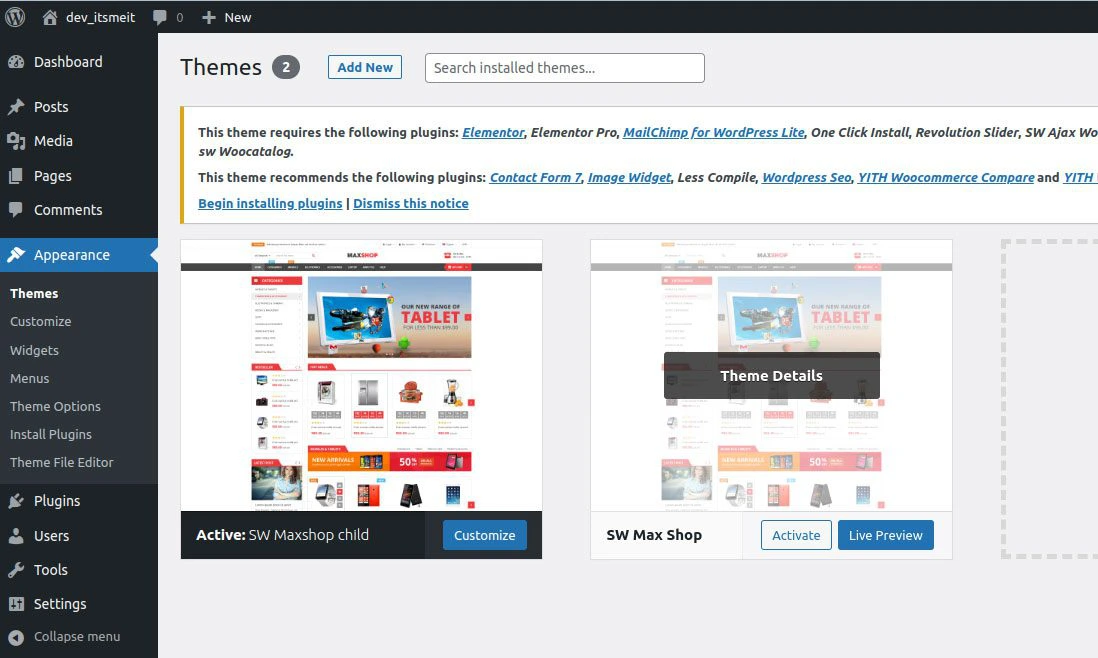 dev_itsmeit 0 New
Dashboard
Posts
Media
Pages
Comments
Appearance
Themes
Customize
Widgets
Menus
Theme Options
Install Plugins
Theme File Editor
Plugins
Users
Tools
Settings
Collapse menu
Themes 2 Add New Search installed themes...
This theme requires the following plugins: Elementor, Elementor Pro, MailChimp for WordPress Lite, One Click Install, Revolution Slider, SW Ajax Wo
sw Woocatalog.
This theme recommends the following plugins: Contact Form 7, Image Widget, Less Compile, Wordpress Seo, YITH Woocommerce Compare and YITH
Begin installing plugins | Dismiss this notice
MAXSHOP
CATEGORIES
OUR NEW RANGE OF
TABLET
FOR LESS THAN $99.00
NEW ARRIVALS 50%
Active: SW Maxshop child Customize
MAXSHOP
CATEGORIES
OUR NEW RANGE OF
TABLET
FOR LESS THAN $99.00
Theme Details
NEW ARRIVALS 50%
SW Max Shop Activate Live Preview